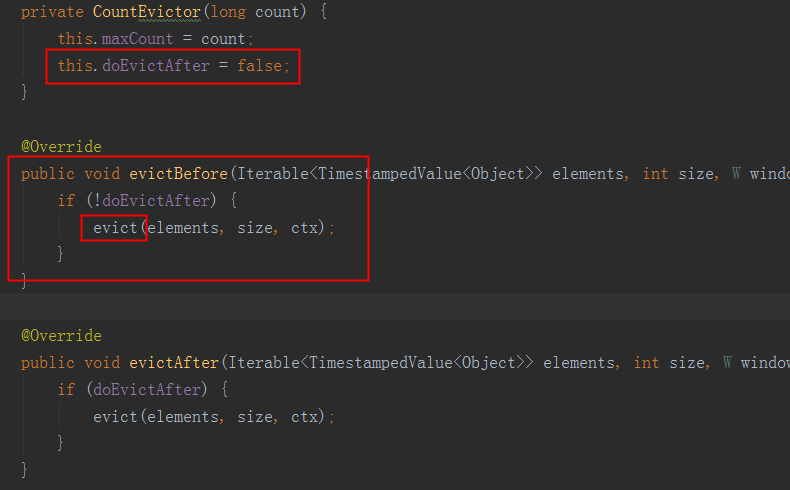 private CountEvictor(long count) {
this.maxCount = count;
this.doEvictAfter = false;
}
@Override
public void evictBefore(Iterable<TimestampedValue<Object>> elements, int size, W windo
if (!doEvictAfter) {
evict(elements, size, ctx);
}
}
@Override
public void evictAfter(Iterable<TimestampedValue<Object>> elements, int size, W window
if (doEvictAfter) {
evict(elements, size, ctx);
}
}